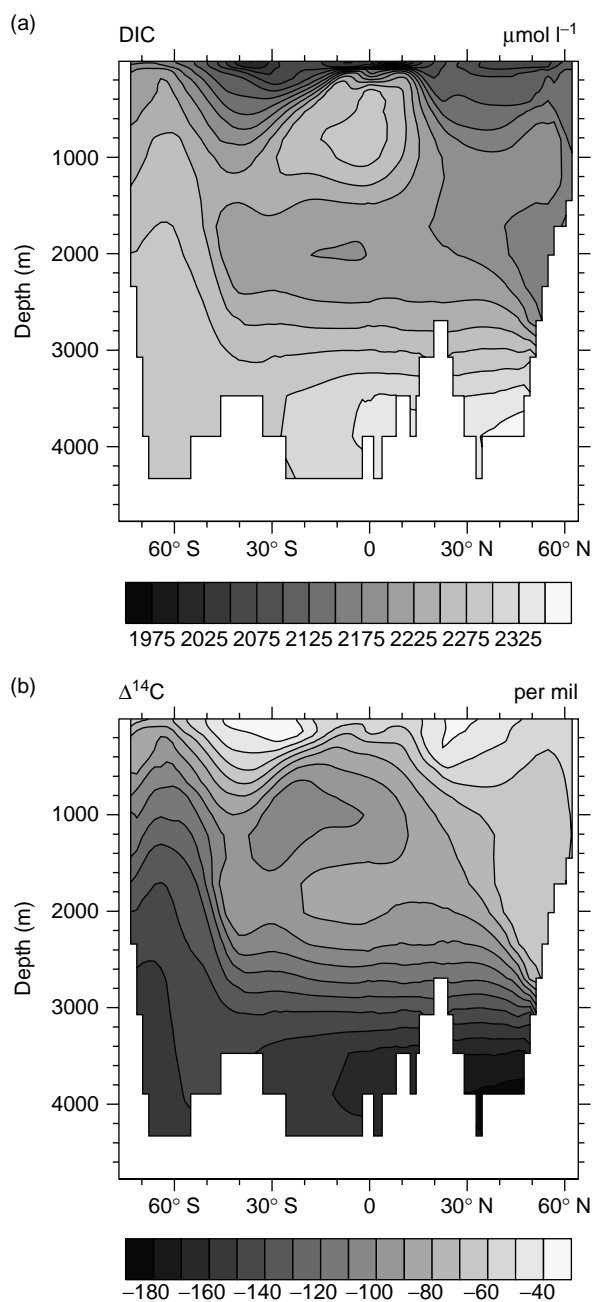 (a)
DIC μmol l⁻¹
1000
2000
3000
4000
Depth (m)
60° S 30° S 0 30° N 60° N
1975 2025 2075 2125 2175 2225 2275 2325
(b)
Δ¹⁴C per mil
1000
2000
3000
4000
Depth (m)
60° S 30° S 0 30° N 60° N
−180 −160 −140 −120 −100 −80 −60 −40